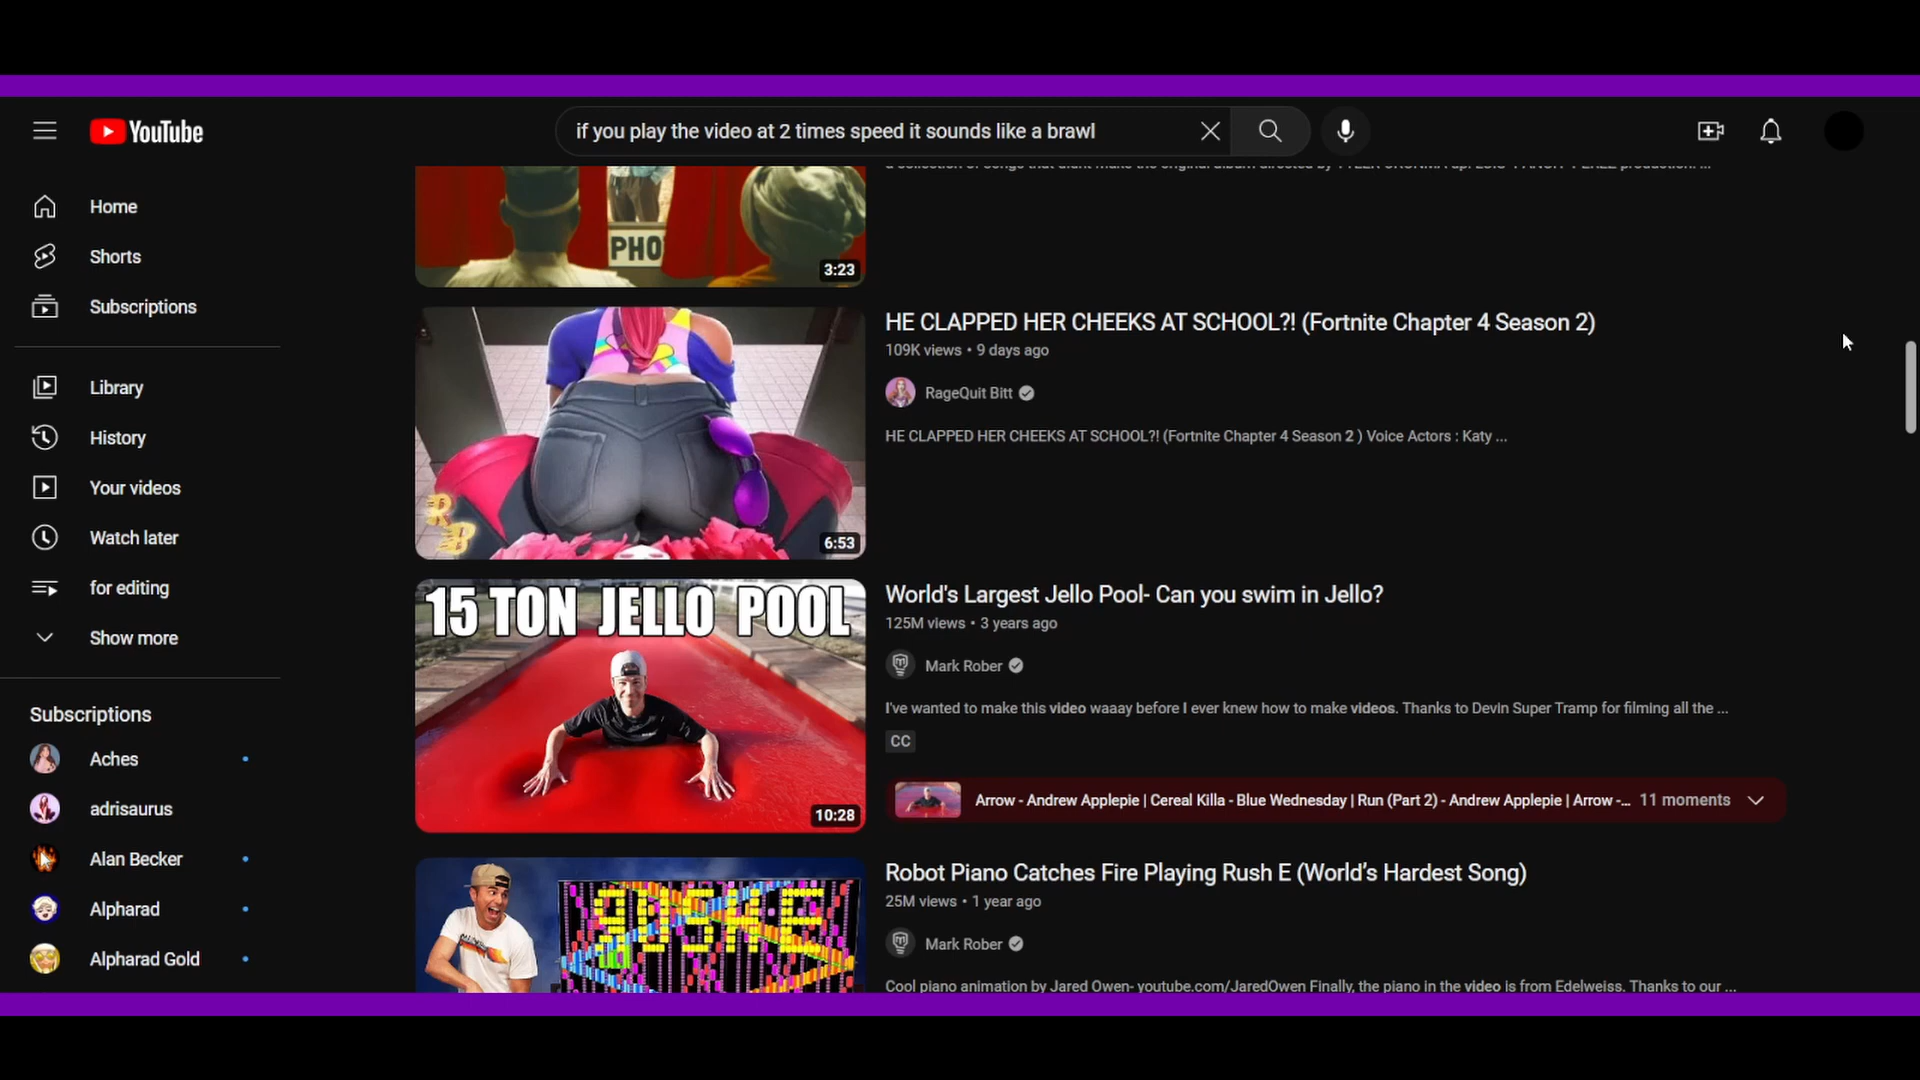 YouTube
if you play the video at 2 times speed it sounds like a brawl
Home
Shorts
Subscriptions
Library
History
Your videos
Watch later
for editing
Show more
Subscriptions
Aches
adrisaurus
Alan Becker
Alpharad
Alpharad Gold
PHO
3:23
HE CLAPPED HER CHEEKS AT SCHOOL?! (Fortnite Chapter 4 Season 2)
109K views • 9 days ago
RageQuit Bitt
HE CLAPPED HER CHEEKS AT SCHOOL?! (Fortnite Chapter 4 Season 2 ) Voice Actors : Katy ...
6:53
15 TON JELLO POOL
10:28
World's Largest Jello Pool- Can you swim in Jello?
125M views • 3 years ago
Mark Rober
I've wanted to make this video waaay before I ever knew how to make videos. Thanks to Devin Super Tramp for filming all the ...
CC
Arrow - Andrew Applepie | Cereal Killa - Blue Wednesday | Run (Part 2) - Andrew Applepie | Arrow -... 11 moments
Robot Piano Catches Fire Playing Rush E (World's Hardest Song)
25M views • 1 year ago
Mark Rober
Cool piano animation by Jared Owen- youtube.com/JaredOwen Finally, the piano in the video is from Edelweiss. Thanks to our ...